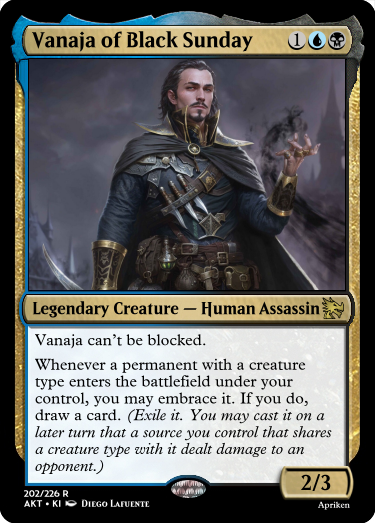 Vanaja of Black Sunday 1
Legendary Creature — Human Assassin
Vanaja can't be blocked.
Whenever a permanent with a creature
type enters the battlefield under your
control, you may embrace it. If you do,
draw a card. (Exile it. You may cast it on a
later turn that a source you control that shares
a creature type with it dealt damage to an
opponent.)
2/3
202/226 R
AKT • KI Diego Lafuente
Apriken